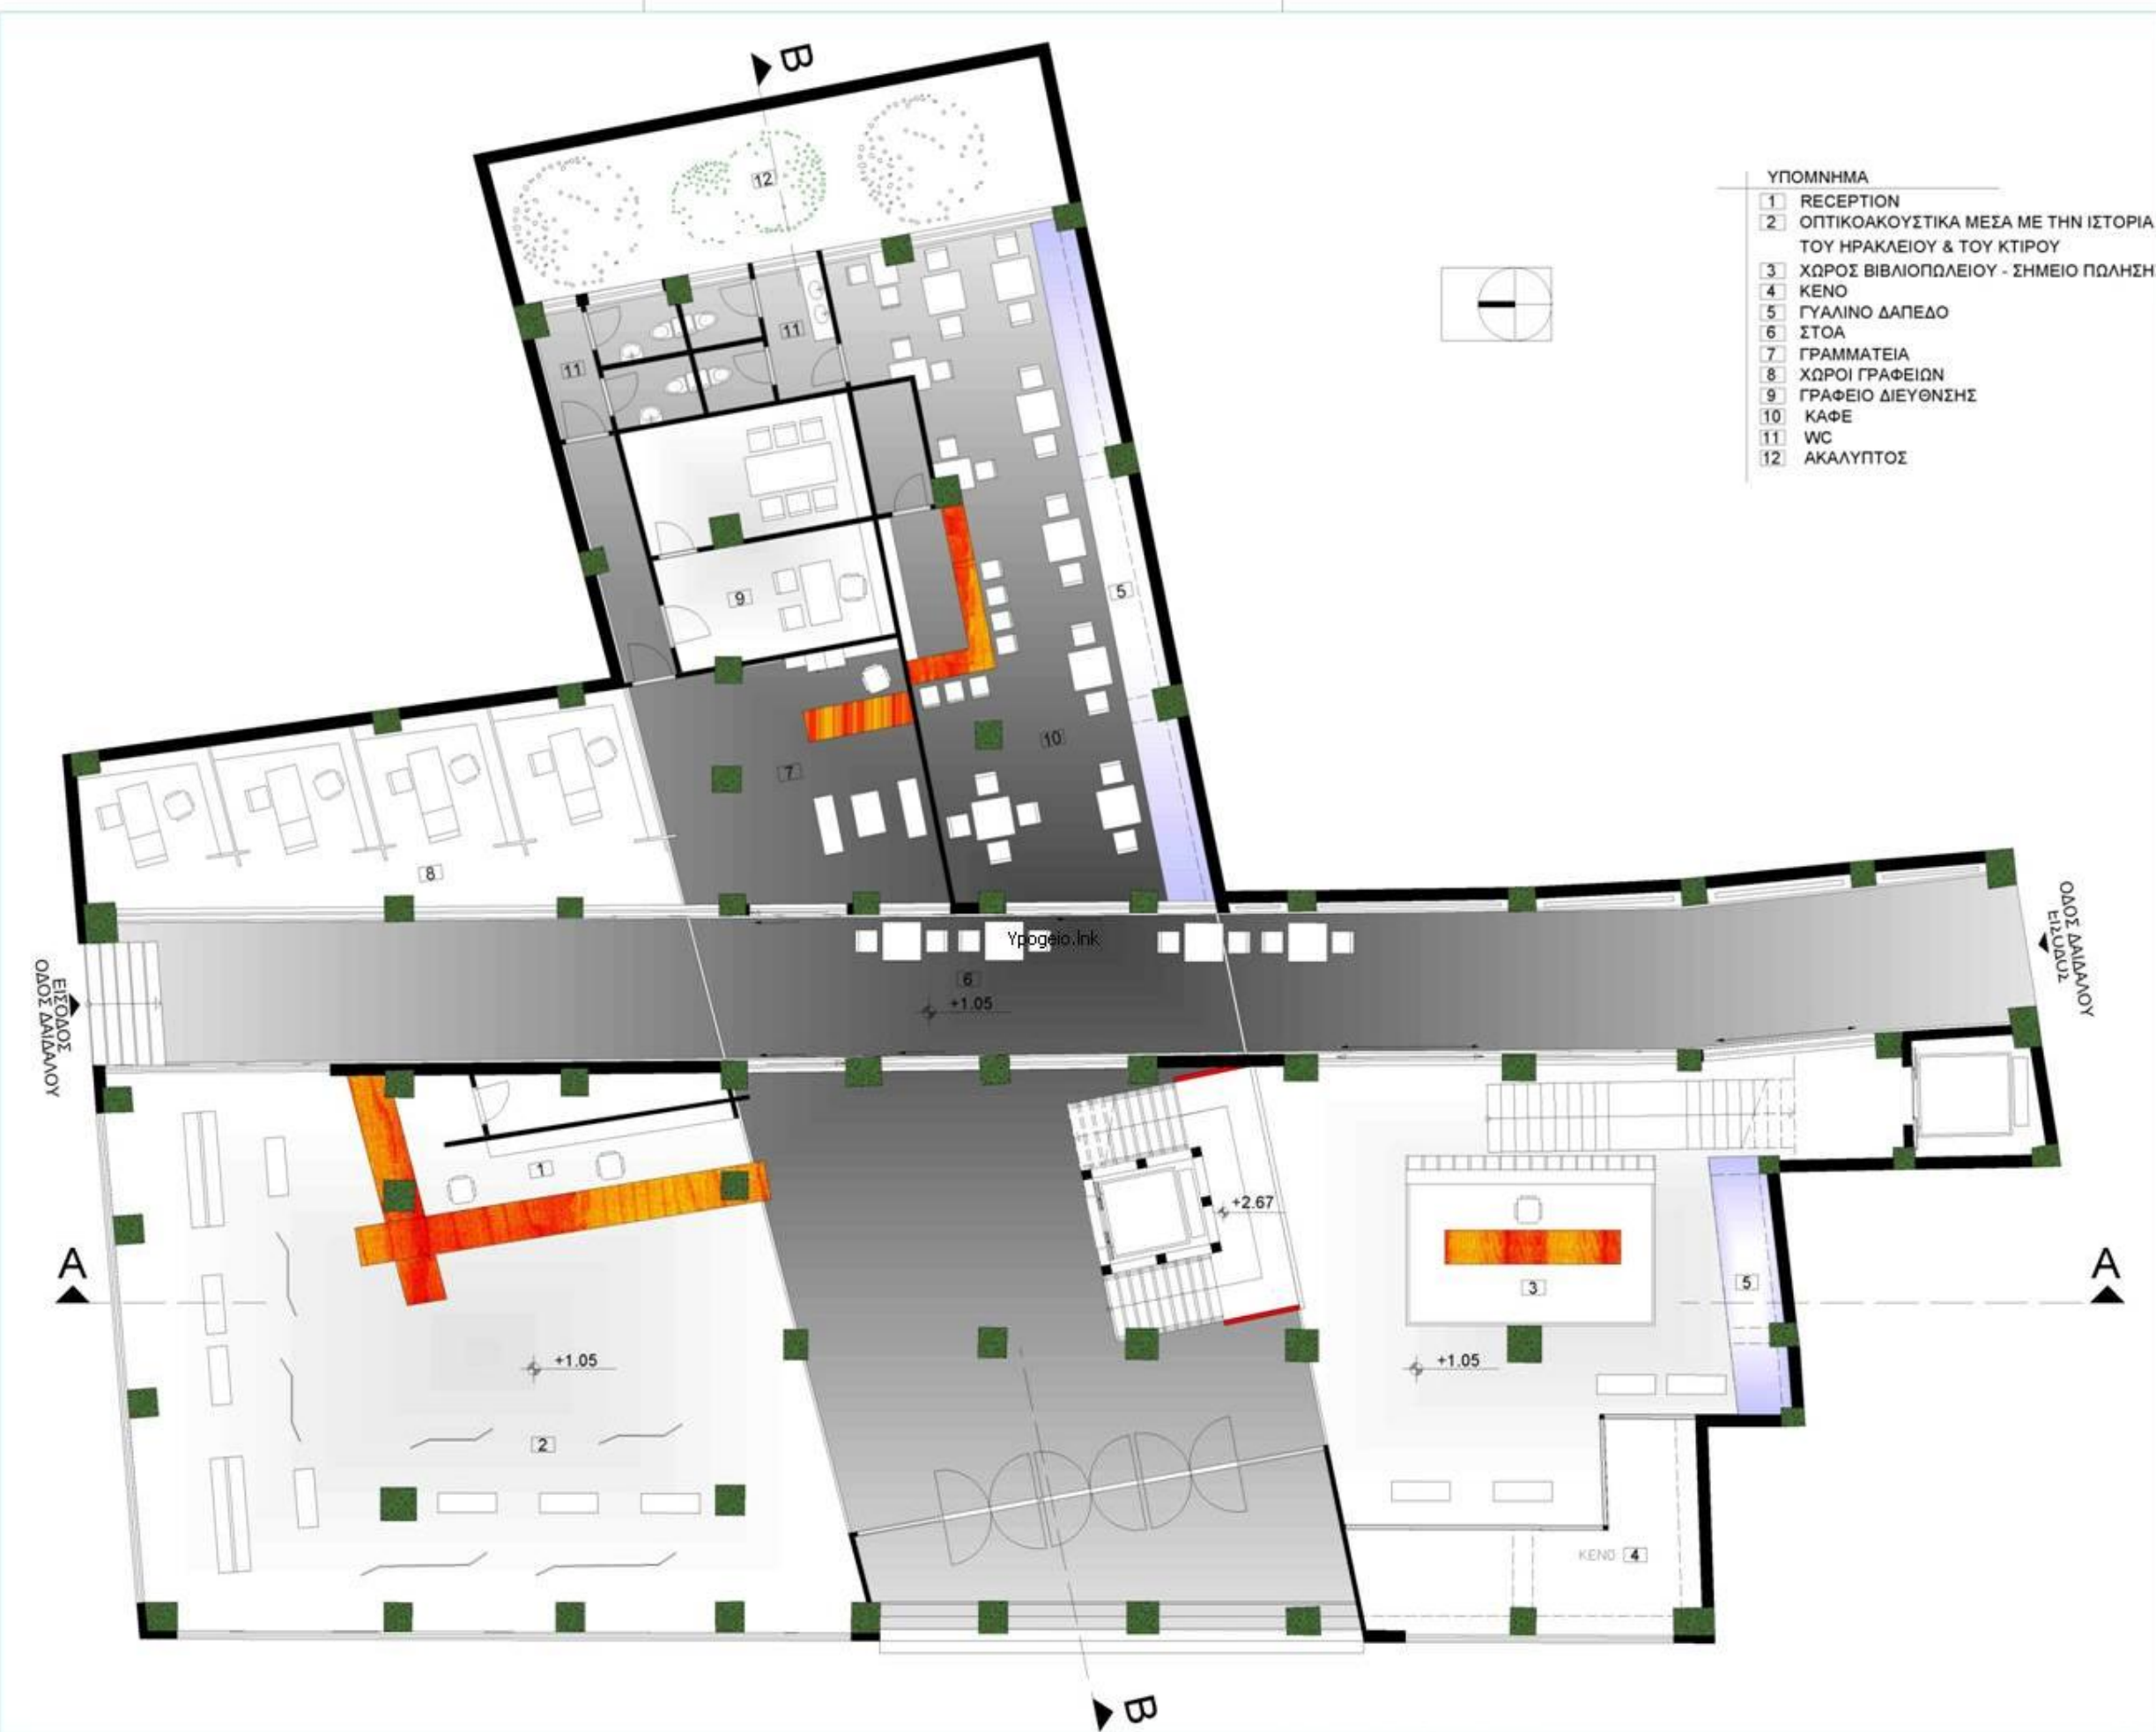 B
ΥΠΟΜΝΗΜΑ
1 RECEPTION
2 ΟΠΤΙΚΟΑΚΟΥΣΤΙΚΑ ΜΕΣΑ ΜΕ ΤΗΝ ΙΣΤΟΡΙΑ
ΤΟΥ ΗΡΑΚΛΕΙΟΥ & ΤΟΥ ΚΤΙΡΟΥ
3 ΧΩΡΟΣ ΒΙΒΛΙΟΠΩΛΕΙΟΥ - ΣΗΜΕΙΟ ΠΩΛΗΣΗ
4 ΚΕΝΟ
5 ΓΥΑΛΙΝΟ ΔΑΠΕΔΟ
6 ΣΤΟΑ
7 ΓΡΑΜΜΑΤΕΙΑ
8 ΧΩΡΟΙ ΓΡΑΦΕΙΩΝ
9 ΓΡΑΦΕΙΟ ΔΙΕΥΘΝΣΗΣ
10 ΚΑΦΕ
11 WC
12 ΑΚΑΛΥΠΤΟΣ
12
11
11
9
5
10
7
8
ΟΔΟΣ ΔΑΙΔΑΛΟΥ
ΕΙΣΟΔΟΣ
Ypogeio.lnk
6
+1.05
ΕΙΣΟΔΟΣ
ΟΔΟΣ ΔΑΙΔΑΛΟΥ
1
+2.67
A
3
5
A
+1.05
+1.05
2
ΚΕΝΟ 4
B